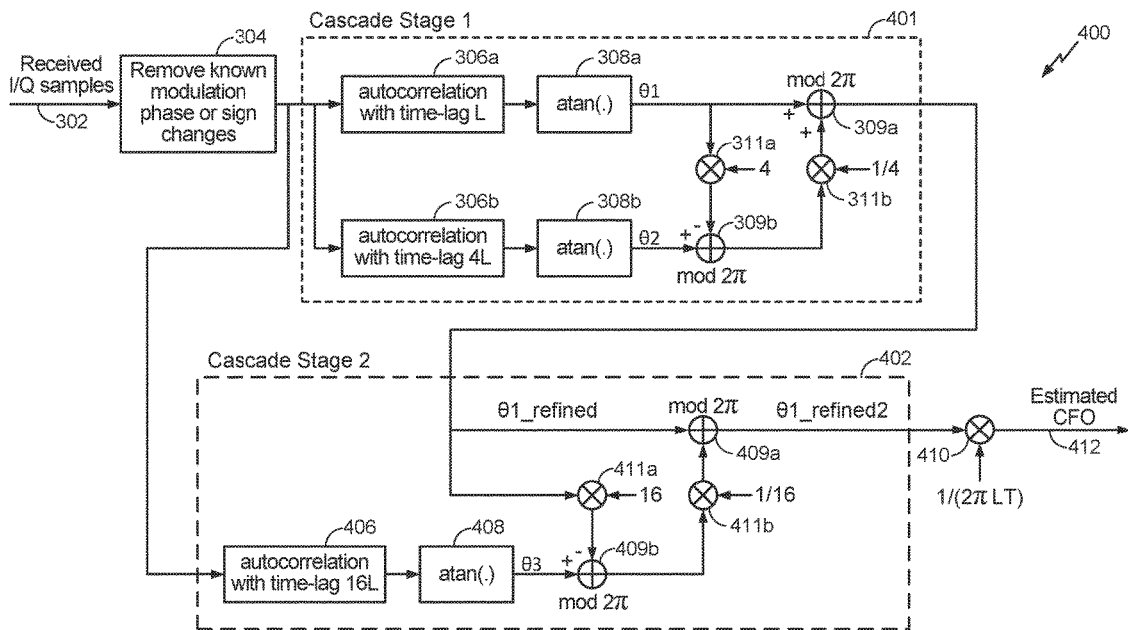 Cascade Stage 1
401
400
Received
I/Q samples
302
304
Remove known
modulation
phase or sign
changes
306a
autocorrelation
with time-lag L
308a
atan(.)
θ1
mod 2π
+
+
309a
311a
4
1/4
311b
306b
autocorrelation
with time-lag 4L
308b
atan(.)
θ2
+
-
309b
mod 2π
Cascade Stage 2
402
θ1_refined
mod 2π
θ1_refined2
409a
Estimated
CFO
410
412
1/(2π LT)
411a
16
1/16
411b
406
autocorrelation
with time-lag 16L
408
atan(.)
θ3
+
-
409b
mod 2π